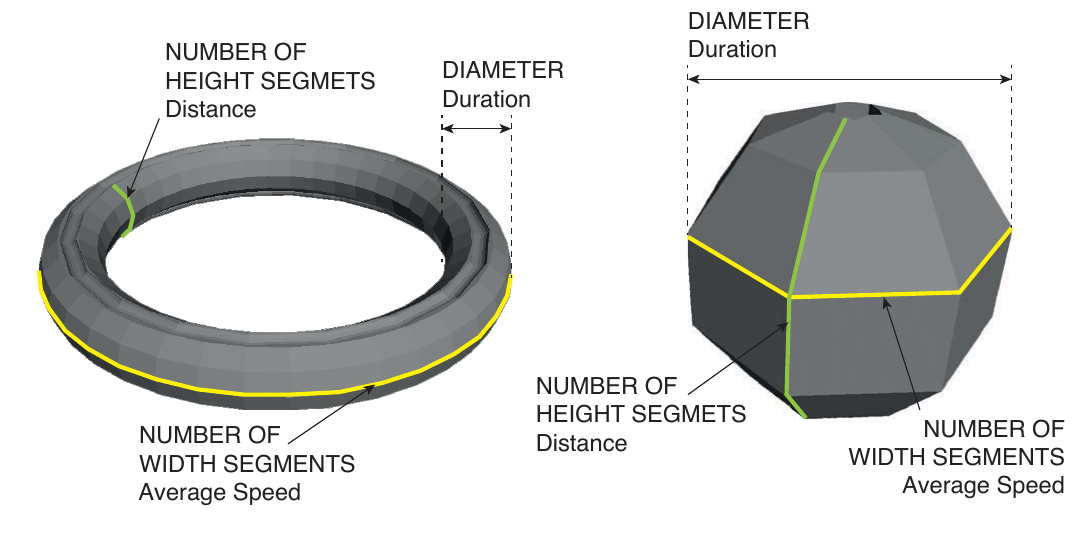 NUMBER OF
HEIGHT SEGMETS
Distance
DIAMETER
Duration
NUMBER OF
WIDTH SEGMENTS
Average Speed
DIAMETER
Duration
NUMBER OF
HEIGHT SEGMETS
Distance
NUMBER OF
WIDTH SEGMENTS
Average Speed